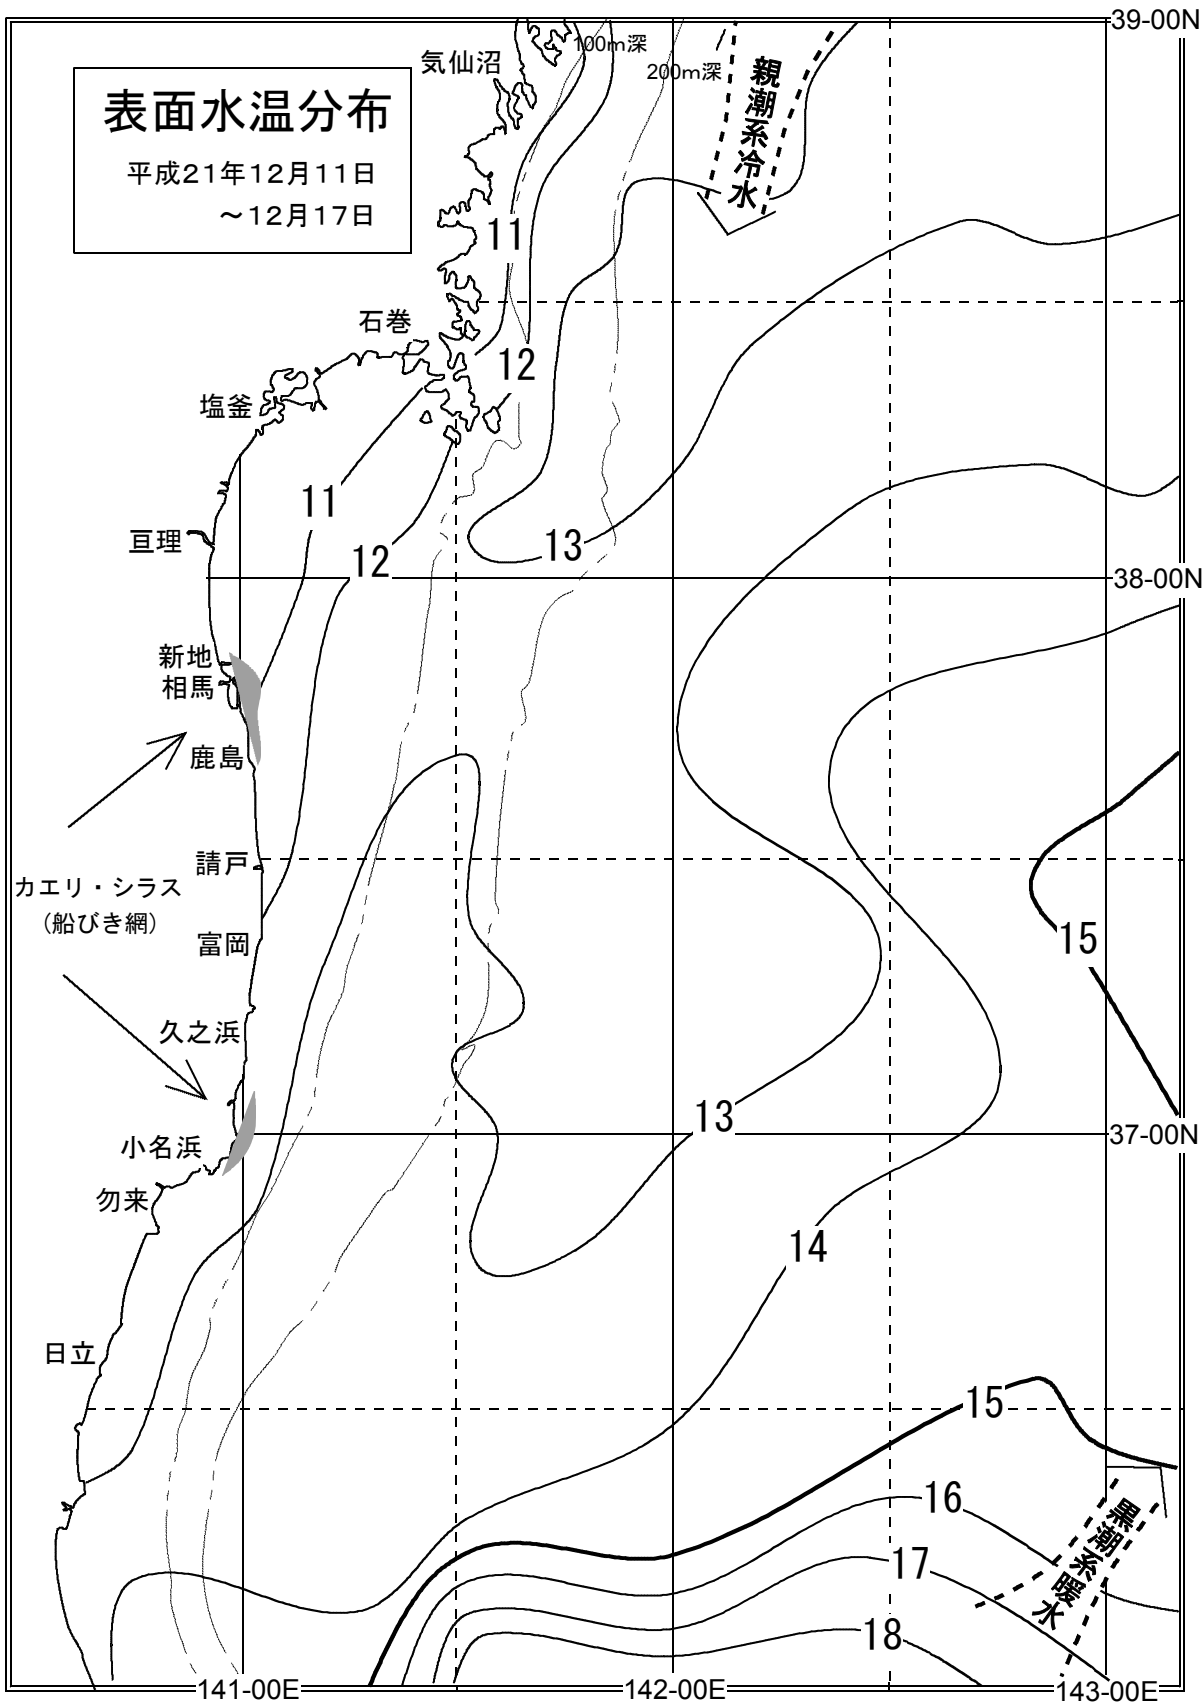 39-00N
100m深
気仙沼
200m深
親潮系冷水
表面水温分布
平成21年12月11日
～12月17日
11
石巻
12
塩釜
11
亘理
13
12
38-00N
新地
相馬
鹿島
請戸
カエリ・シラス
(船びき網)
富岡
15
久之浜
13
小名浜
37-00N
勿来
14
日立
15
16
黒潮系暖水
17
18
141-00E
142-00E
143-00E